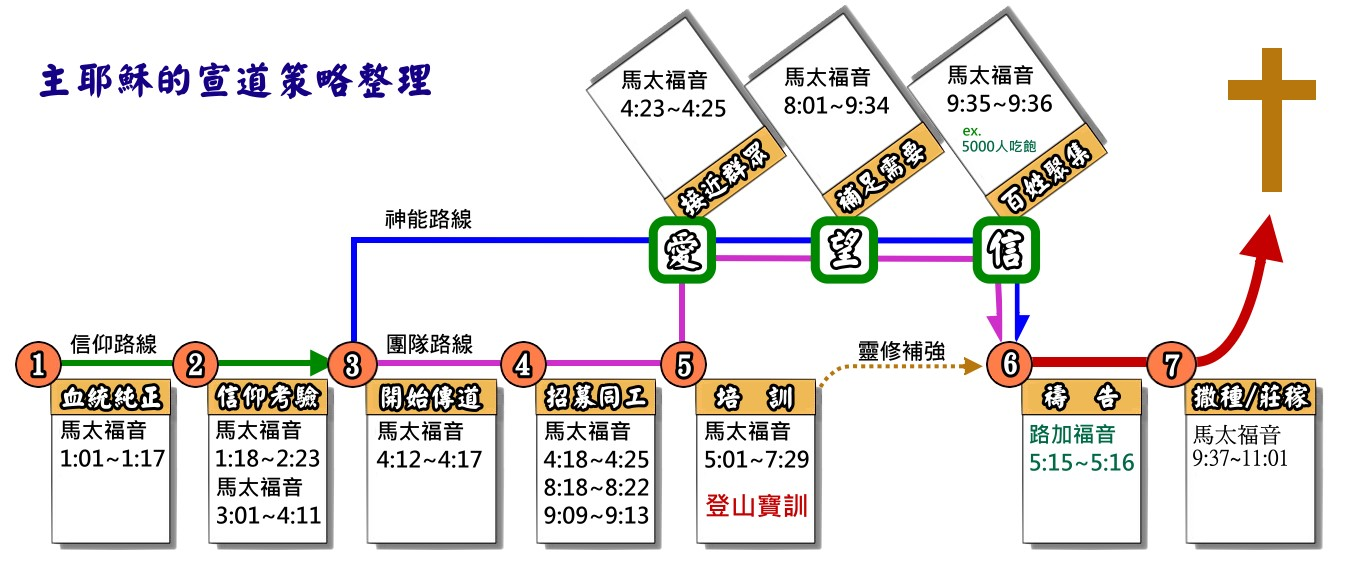 主耶穌的宣道策略整理
馬太福音
4:23~4:25
接近群眾
馬太福音
8:01~9:34
補足需要
馬太福音
9:35~9:36
ex.
5000人吃飽
百姓聚集
神能路線
愛
望
信
信仰路線
團隊路線
靈修補強
1
2
3
4
5
6
7
血統純正
馬太福音
1:01~1:17
信仰考驗
馬太福音
1:18~2:23
馬太福音
3:01~4:11
開始傳道
馬太福音
4:12~4:17
招募同工
馬太福音
4:18~4:25
8:18~8:22
9:09~9:13
培 訓
馬太福音
5:01~7:29
登山寶訓
禱 告
路加福音
5:15~5:16
撒種/莊稼
馬太福音
9:37~11:01